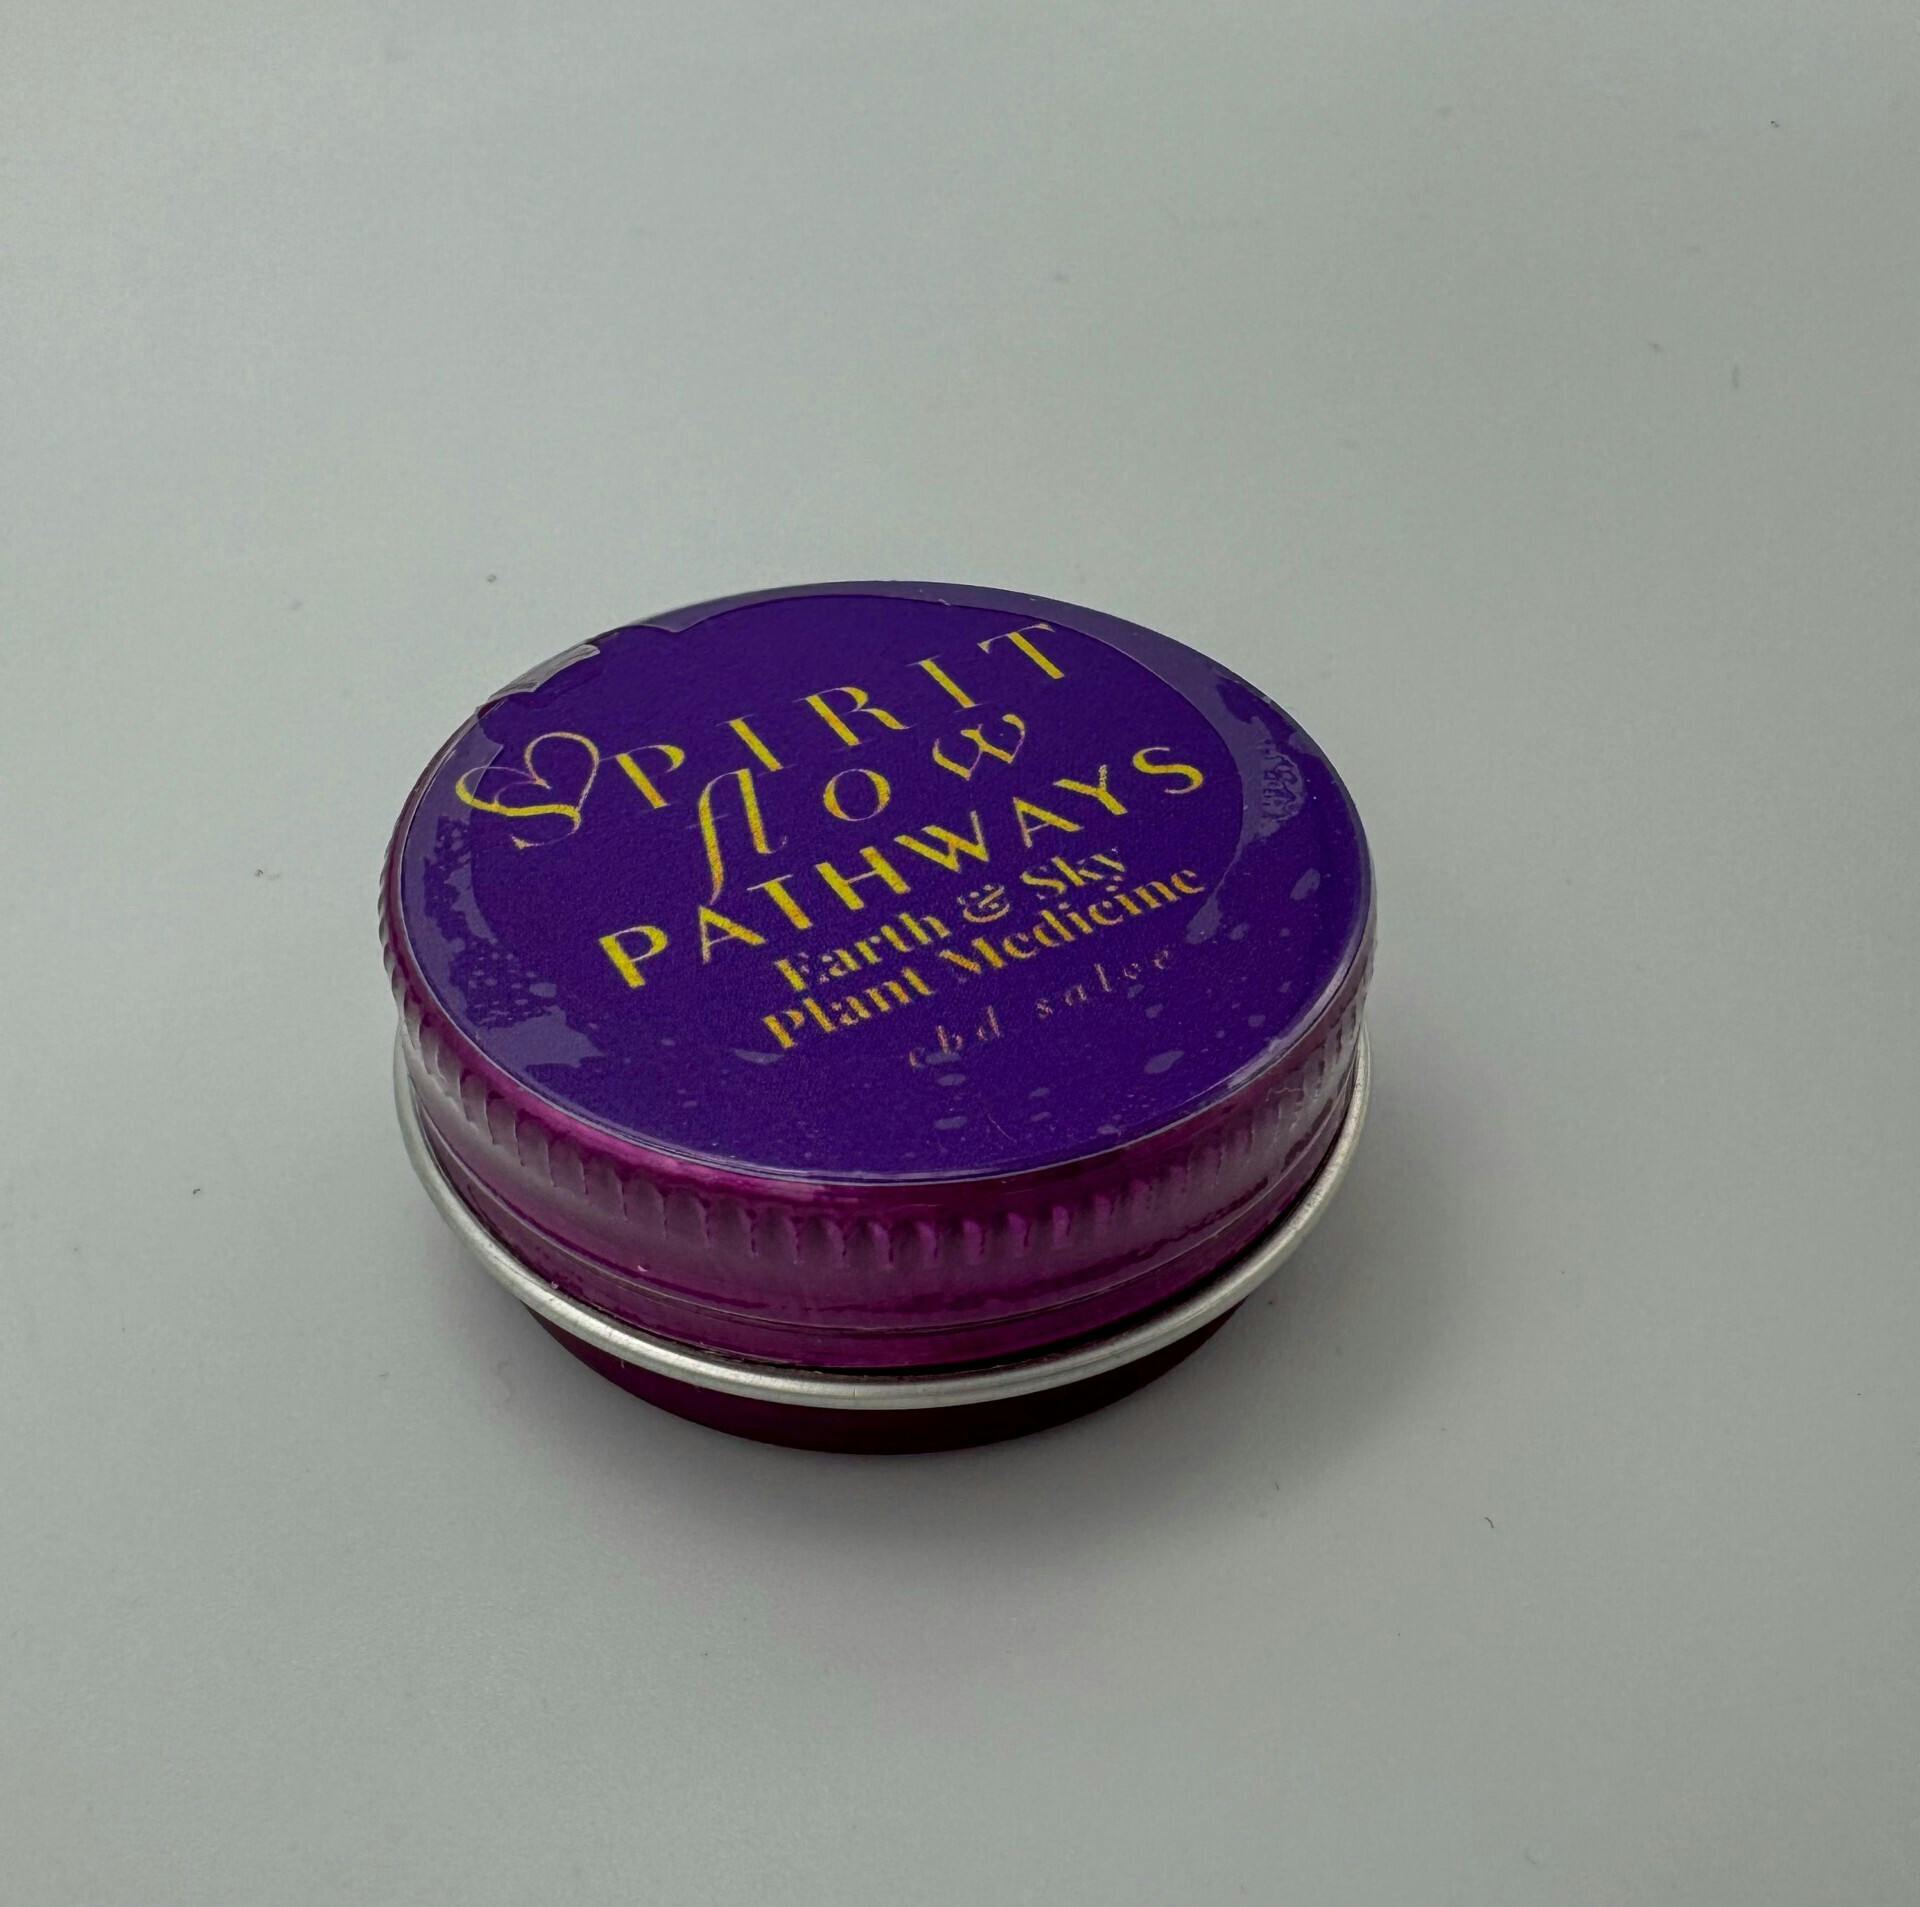 SPIRIT
flow
PATHWAYS
Earth & Sky
Plant Medicine
cbd salve